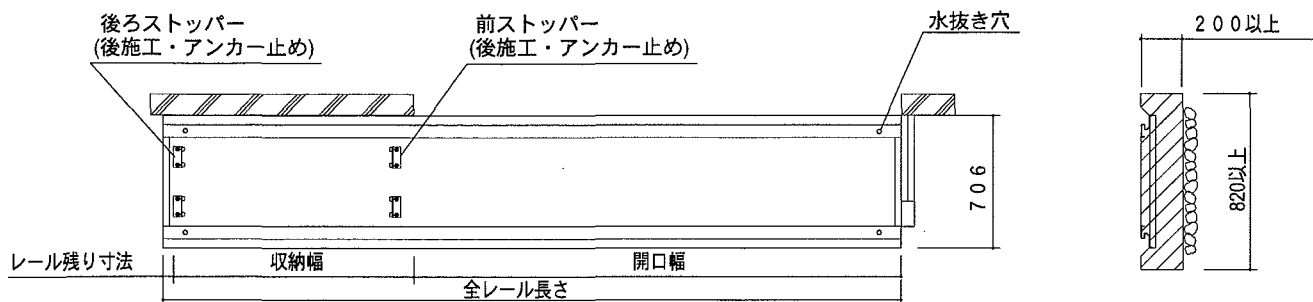 後ろストッパー
(後施工・アンカー止め)
前ストッパー
(後施工・アンカー止め)
水抜き穴
200以上
706
820以上
レール残り寸法
収納幅
開口幅
全レール長さ